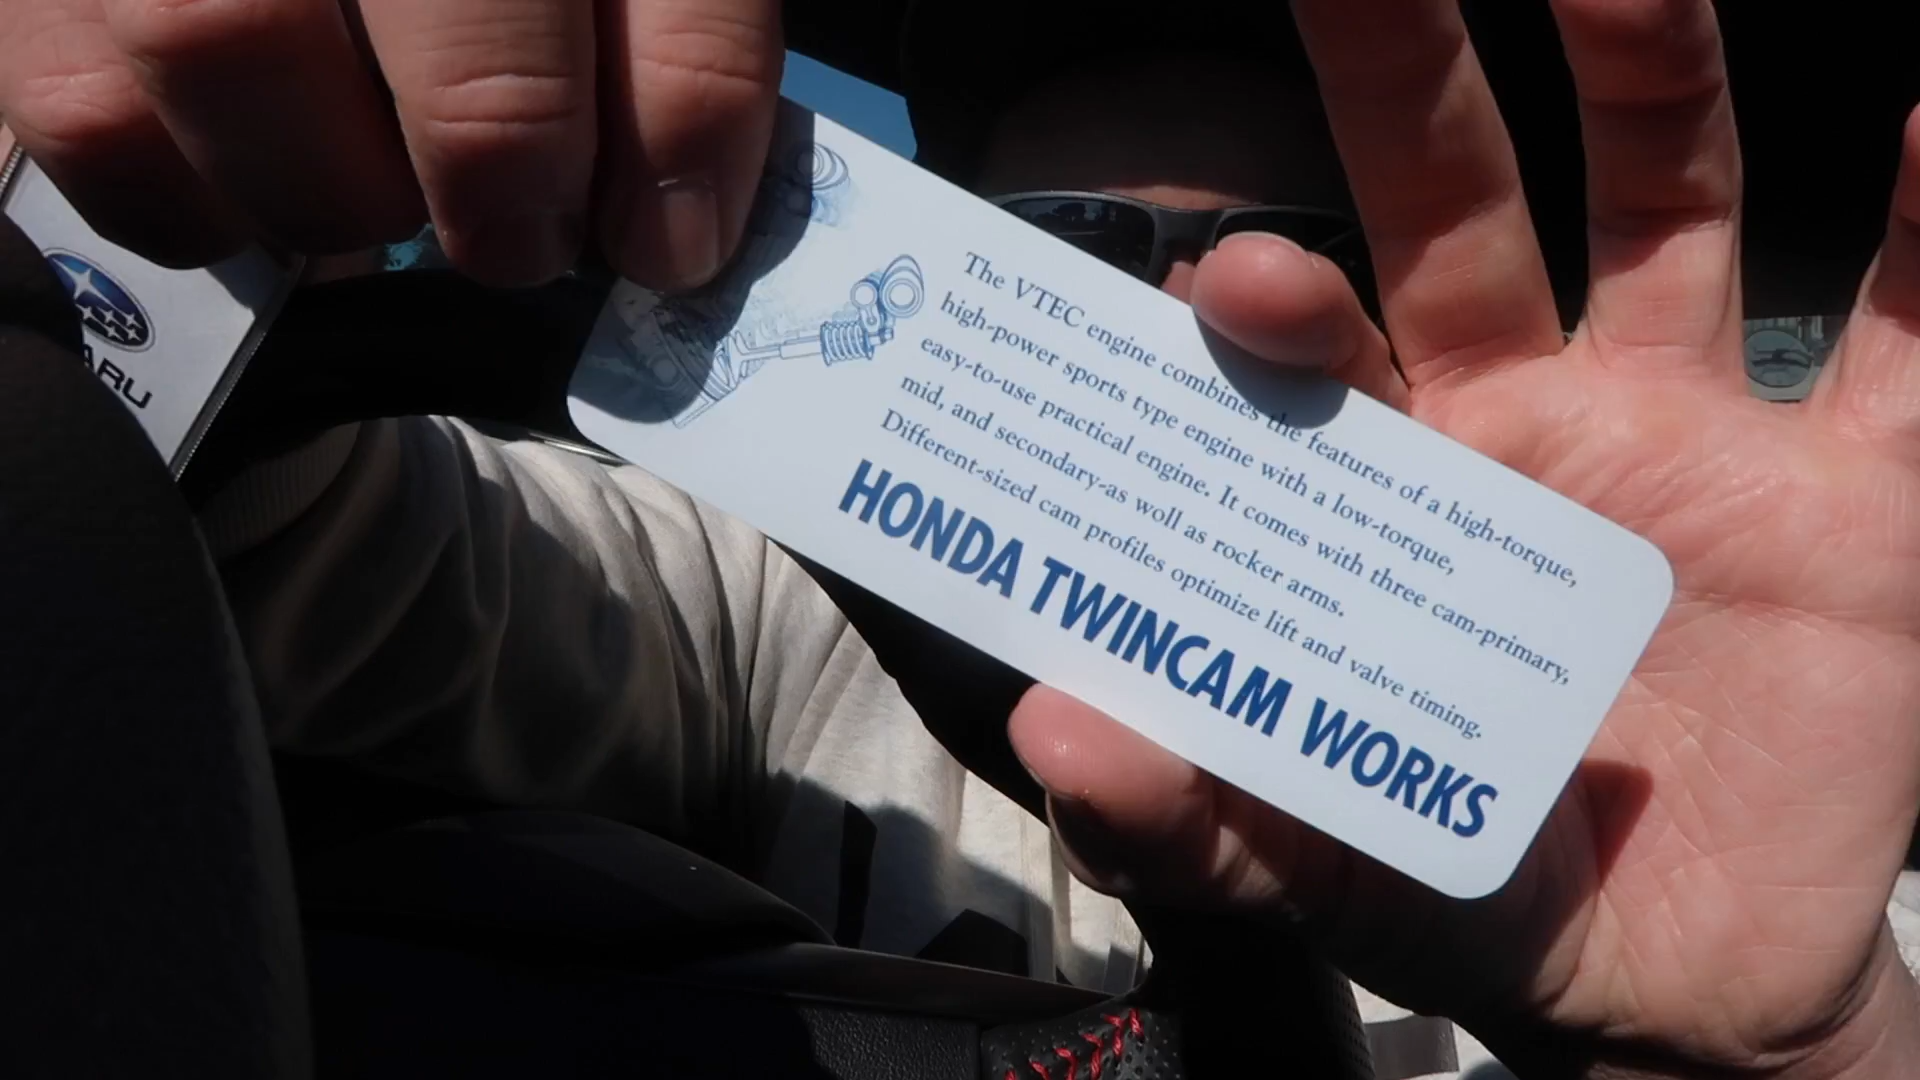 The VTEC engine combines the features of a high-torque,
high-power sports type engine with a low-torque,
easy-to-use practical engine. It comes with three cam-primary,
mid, and secondary-as woll as rocker arms.
Different-sized cam profiles optimize lift and valve timing.
HONDA TWINCAM WORKS
ARU